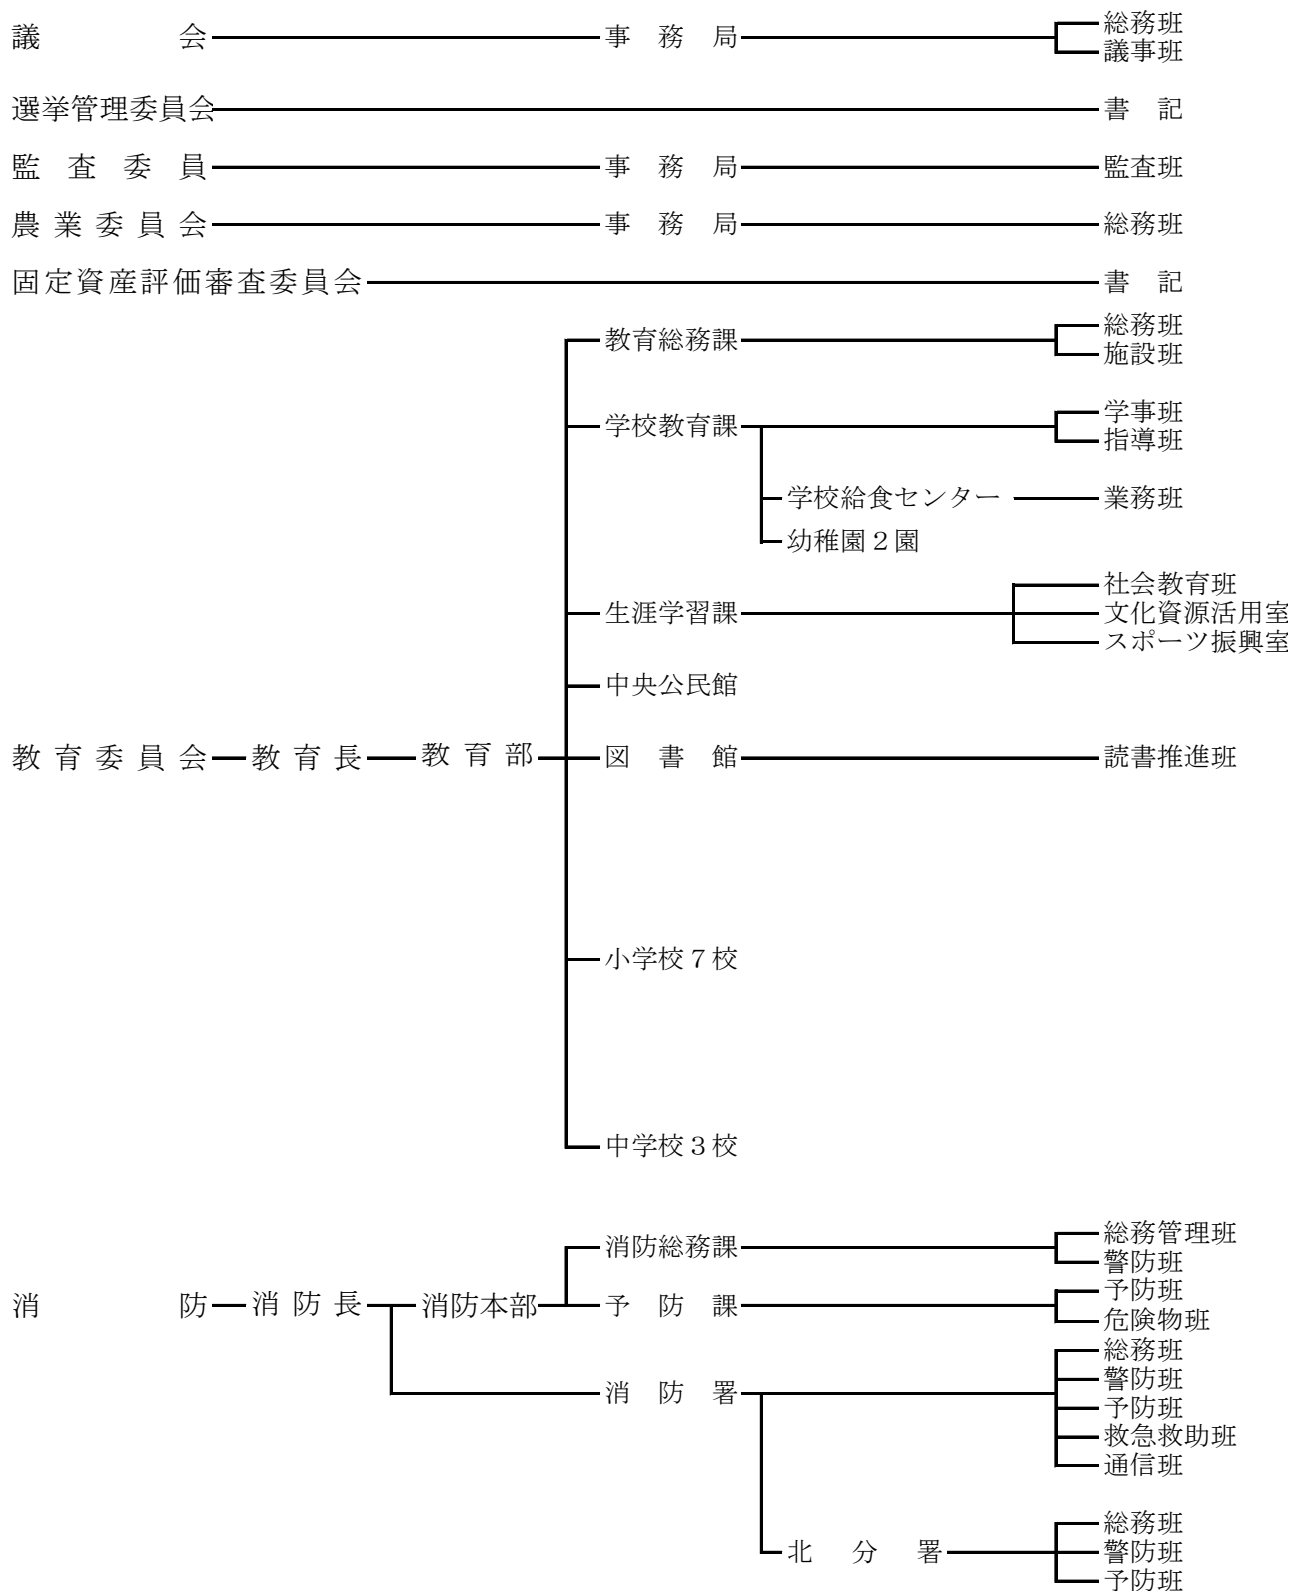 議会 事務局 総務班
議事班
選挙管理委員会 書記
監査委員 事務局 監査班
農業委員会 事務局 総務班
固定資産評価審査委員会 書記
総務班
教育総務課
施設班
学事班
学校教育課
指導班
学校給食センター 業務班
幼稚園２園
社会教育班
生涯学習課 文化資源活用室
スポーツ振興室
中央公民館
教育委員会 教育長 教育部 図書館 読書推進班
小学校７校
中学校３校
総務管理班
消防総務課
警防班
予防班
消防 消防長 消防本部 予防課
危険物班
総務班
警防班
消防署
予防班
救急救助班
通信班
総務班
北分署 警防班
予防班